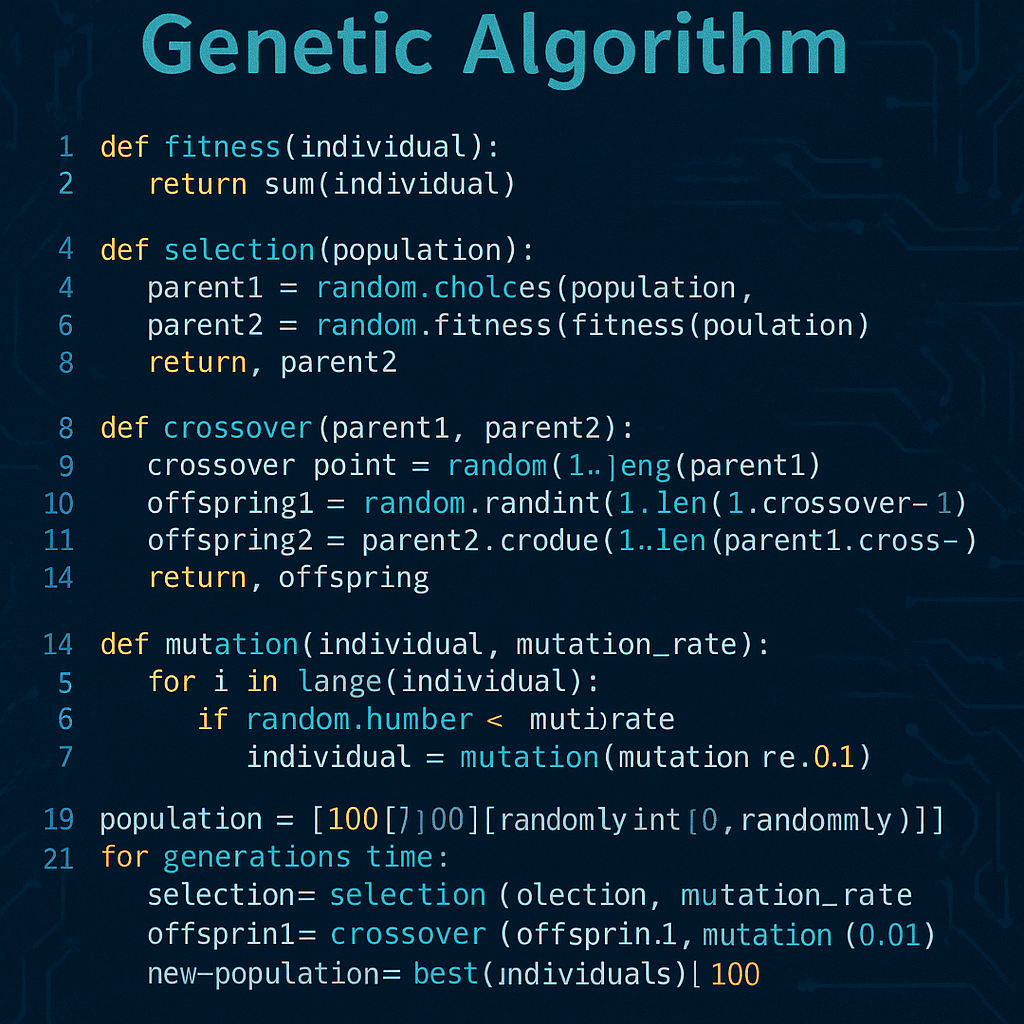 Genetic Algorithm
1 def fitness(individual):
2 return sum(individual)
4 def selection(population):
4 parent1 = random.cholces(population,
6 parent2 = random.fitness(fitness(poulation)
8 return, parent2
8 def crossover(parent1, parent2):
9 crossover point = random(1..]eng(parent1)
10 offspring1 = random.randint(1.len(1.crossover-1)
11 offspring2 = parent2.crodue(1..len(parent1.cross-)
14 return, offspring
14 def mutation(individual, mutation_rate):
5 for i in lange(individual):
6 if random.humber < muti)rate
7 individual = mutation(mutation re.0.1)
19 population = [100[/]00][randomly int[0,randommly)]]
21 for generations time:
selection= selection (olection, mutation_rate
offsprin1= crossover (offsprin.1, mutation (0.01)
new-population= best(individuals)[ 100